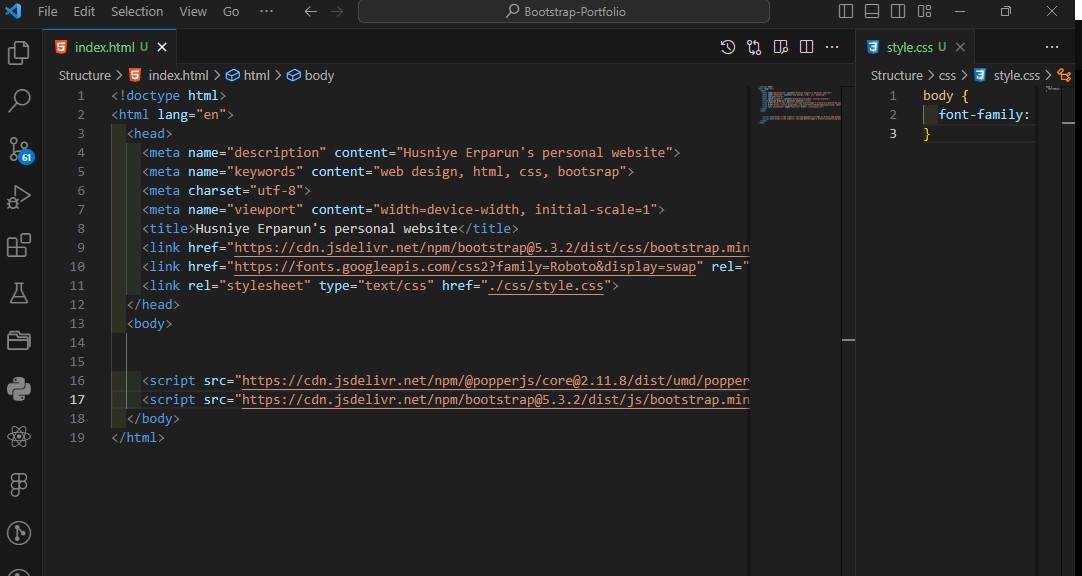 File Edit Selection View Go ··· Bootstrap-Portfolio
index.html U
Structure > index.html > html > body
1 <!doctype html>
2 <html lang="en">
3 <head>
4 <meta name="description" content="Husniye Erparun's personal website">
5 <meta name="keywords" content="web design, html, css, bootsrap">
6 <meta charset="utf-8">
7 <meta name="viewport" content="width=device-width, initial-scale=1">
8 <title>Husniye Erparun's personal website</title>
9 <link href="https://cdn.jsdelivr.net/npm/bootstrap@5.3.2/dist/css/bootstrap.min
10 <link href="https://fonts.googleapis.com/css2?family=Roboto&display=swap" rel="
11 <link rel="stylesheet" type="text/css" href="./css/style.css">
12 </head>
13 <body>
14
15
16 <script src="https://cdn.jsdelivr.net/npm/@popperjs/core@2.11.8/dist/umd/popper
17 <script src="https://cdn.jsdelivr.net/npm/bootstrap@5.3.2/dist/js/bootstrap.min
18 </body>
19 </html>
style.css U
Structure > css > style.css >
1 body {
2 font-family:
3 }
61